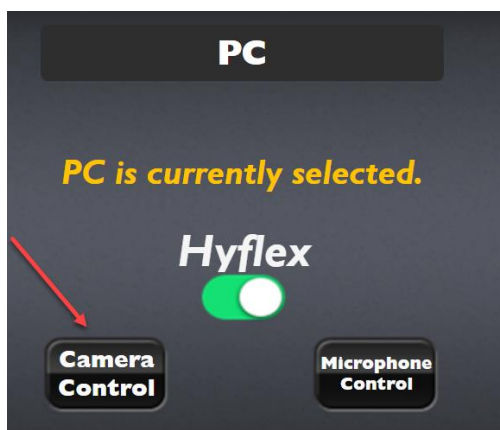 PC
PC is currently selected.
Hyflex
Camera
Control
Microphone
Control